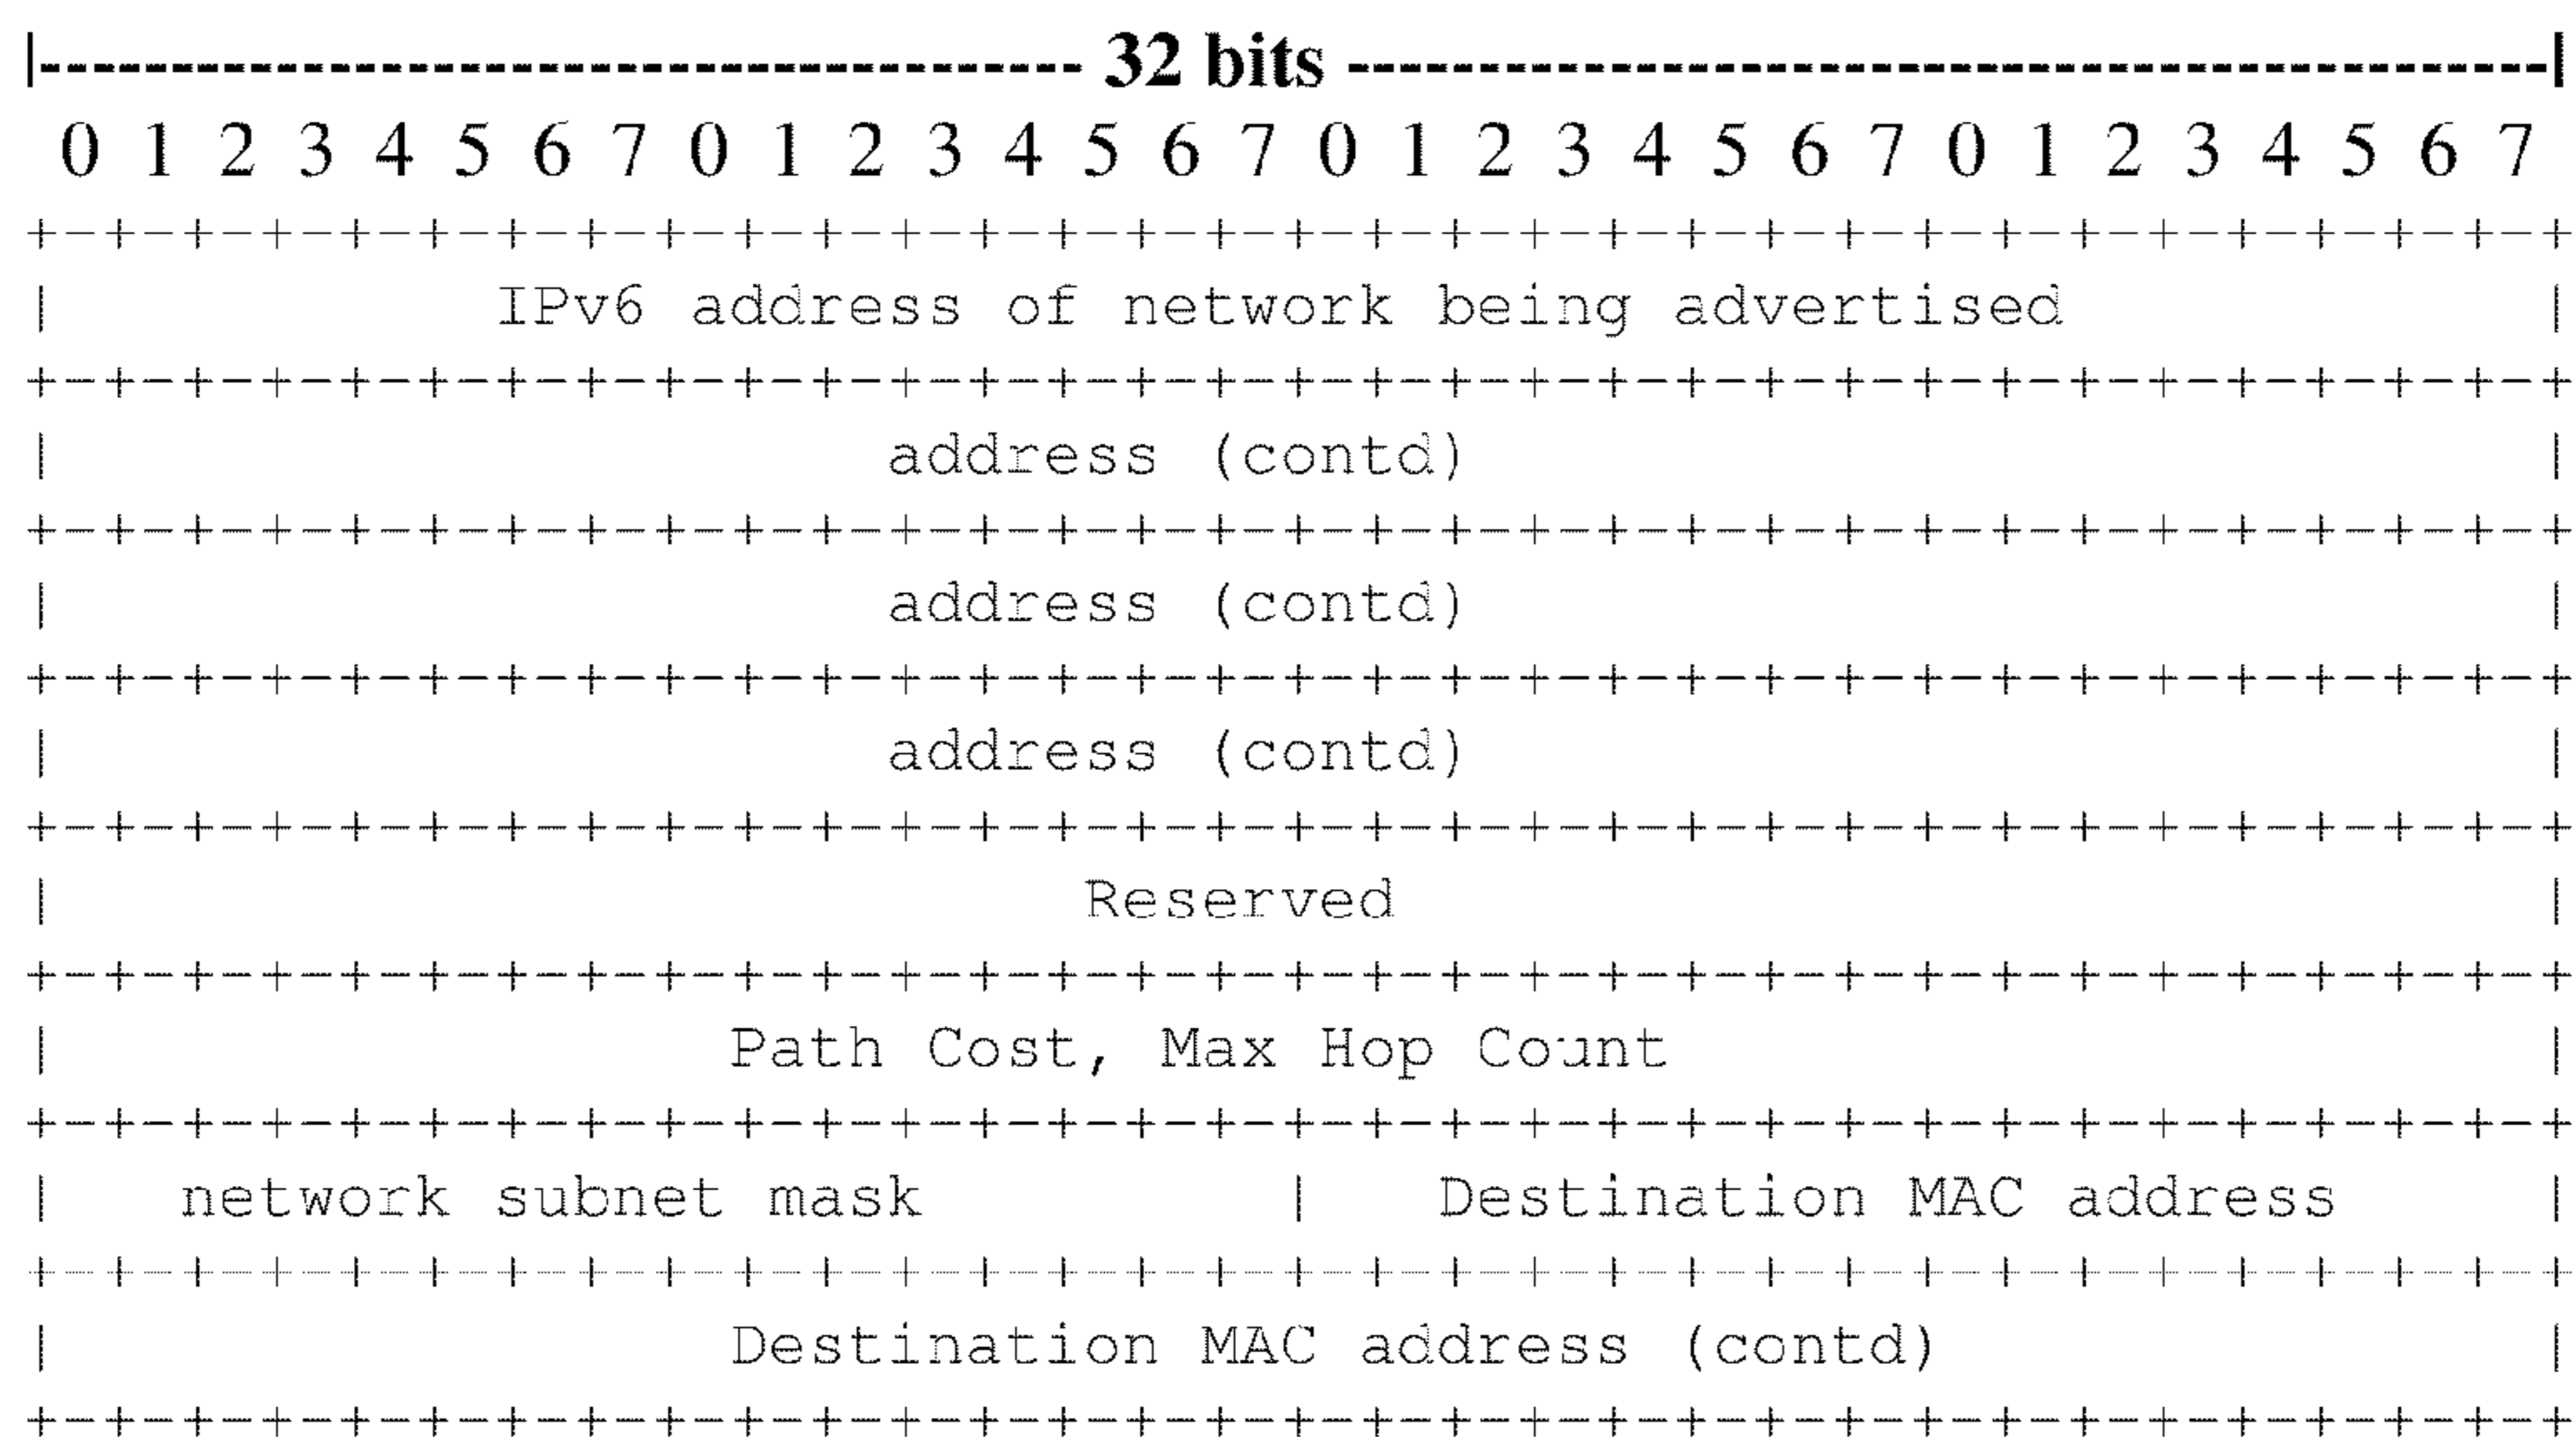 |---------------------------------------- 32 bits ----------------------------------------------|
0 1 2 3 4 5 6 7 0 1 2 3 4 5 6 7 0 1 2 3 4 5 6 7 0 1 2 3 4 5 6 7
+-+-+-+-+-+-+-+-+-+-+-+-+-+-+-+-+-+-+-+-+-+-+-+-+-+-+-+-+-+-+-+-+
| IPv6 address of network being advertised |
+-+-+-+-+-+-+-+-+-+-+-+-+-+-+-+-+-+-+-+-+-+-+-+-+-+-+-+-+-+-+-+-+
| address (contd) |
+-+-+-+-+-+-+-+-+-+-+-+-+-+-+-+-+-+-+-+-+-+-+-+-+-+-+-+-+-+-+-+-+
| address (contd) |
+-+-+-+-+-+-+-+-+-+-+-+-+-+-+-+-+-+-+-+-+-+-+-+-+-+-+-+-+-+-+-+-+
| address (contd) |
+-+-+-+-+-+-+-+-+-+-+-+-+-+-+-+-+-+-+-+-+-+-+-+-+-+-+-+-+-+-+-+-+
| Reserved |
+-+-+-+-+-+-+-+-+-+-+-+-+-+-+-+-+-+-+-+-+-+-+-+-+-+-+-+-+-+-+-+-+
| Path Cost, Max Hop Count |
+-+-+-+-+-+-+-+-+-+-+-+-+-+-+-+-+-+-+-+-+-+-+-+-+-+-+-+-+-+-+-+-+
| network subnet mask | Destination MAC address |
+-+-+-+-+-+-+-+-+-+-+-+-+-+-+-+-+-+-+-+-+-+-+-+-+-+-+-+-+-+-+-+-+
| Destination MAC address (contd) |
+-+-+-+-+-+-+-+-+-+-+-+-+-+-+-+-+-+-+-+-+-+-+-+-+-+-+-+-+-+-+-+-+